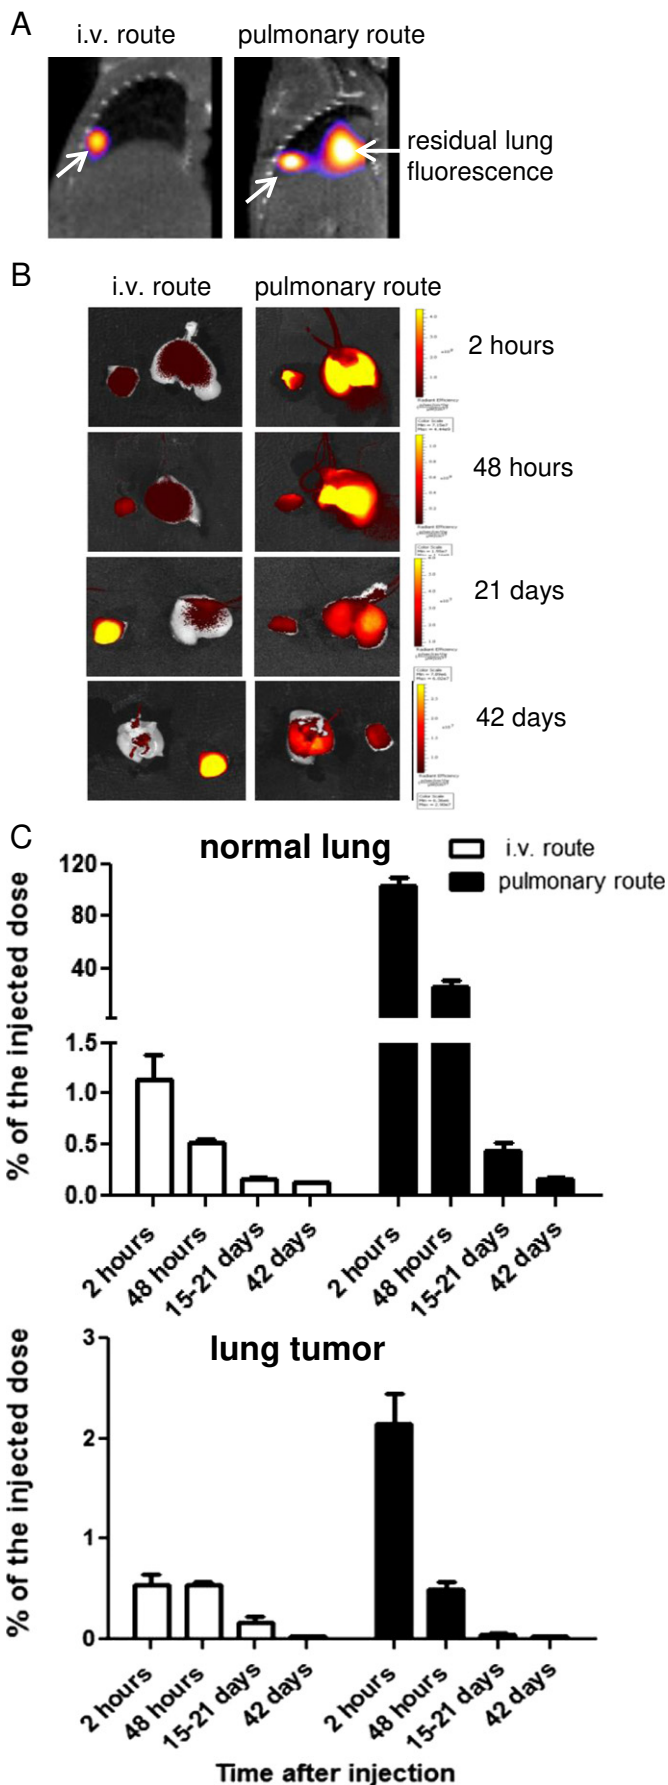 A
i.v. route
pulmonary route
residual lung
fluorescence
B
i.v. route
pulmonary route
2 hours
48 hours
21 days
42 days
C
normal lung
i.v. route
pulmonary route
% of the injected dose
120
80
40
1.5
1.0
0.5
0.0
2 hours
48 hours
15-21 days
42 days
2 hours
48 hours
15-21 days
42 days
lung tumor
% of the injected dose
3
2
1
0
2 hours
48 hours
15-21 days
42 days
2 hours
48 hours
15-21 days
42 days
Time after injection